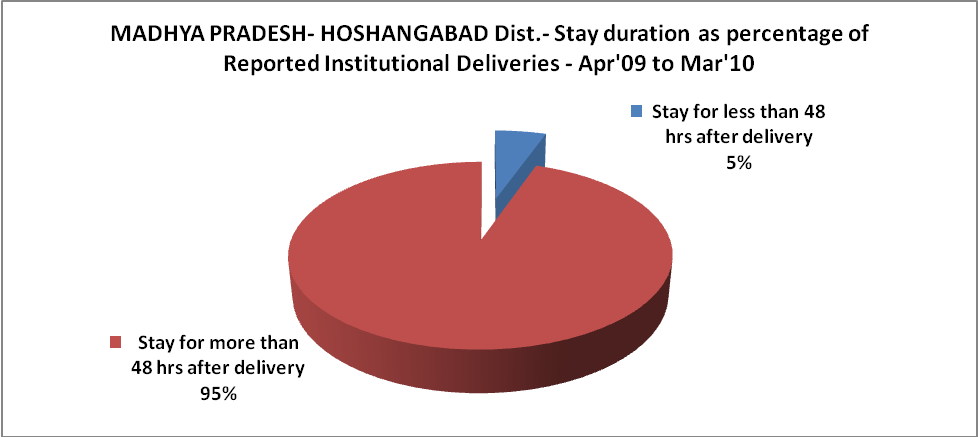 MADHYA PRADESH- HOSHANGABAD Dist.- Stay duration as percentage of
Reported Institutional Deliveries - Apr'09 to Mar'10
Stay for less than 48
hrs after delivery
5%
Stay for more than
48 hrs after delivery
95%